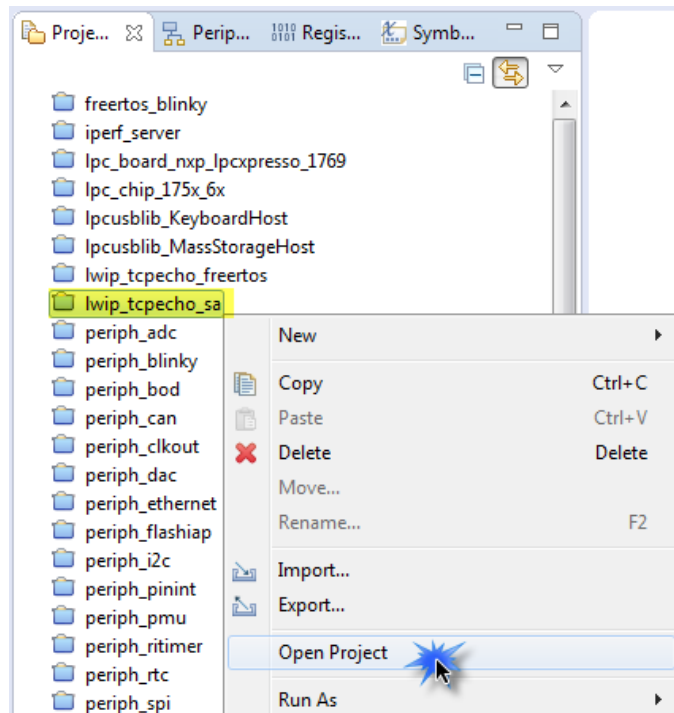 Proje... Perip... 1010 0101 Regis... Symb...
freertos_blinky
iperf_server
lpc_board_nxp_lpcxpresso_1769
lpc_chip_175x_6x
lpcusblib_KeyboardHost
lpcusblib_MassStorageHost
lwip_tcpecho_freertos
lwip_tcpecho_sa
periph_adc
New
periph_blinky
periph_bod
Copy Ctrl+C
periph_can
Paste Ctrl+V
periph_clkout
Delete Delete
periph_dac
Move...
periph_ethernet
Rename... F2
periph_flashiap
periph_i2c
Import...
periph_pinint
Export...
periph_pmu
periph_ritimer
Open Project
periph_rtc
periph_spi
Run As